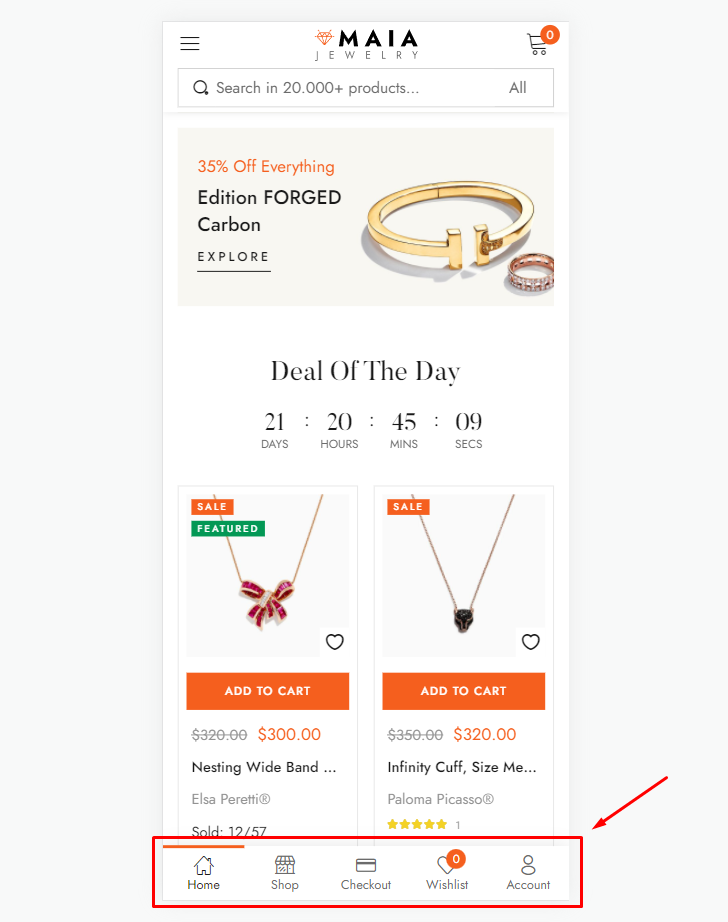 MAIA
JEWELRY
0
Search in 20.000+ products...
All
35% Off Everything
Edition FORGED
Carbon
EXPLORE
Deal Of The Day
21 : 20 : 45 : 09
DAYS HOURS MINS SECS
SALE
FEATURED
SALE
ADD TO CART
ADD TO CART
$320.00 $300.00
$350.00 $320.00
Nesting Wide Band ...
Infinity Cuff, Size Me...
Elsa Peretti®
Paloma Picasso®
Sold: 12/57
1
0
Home
Shop
Checkout
Wishlist
Account